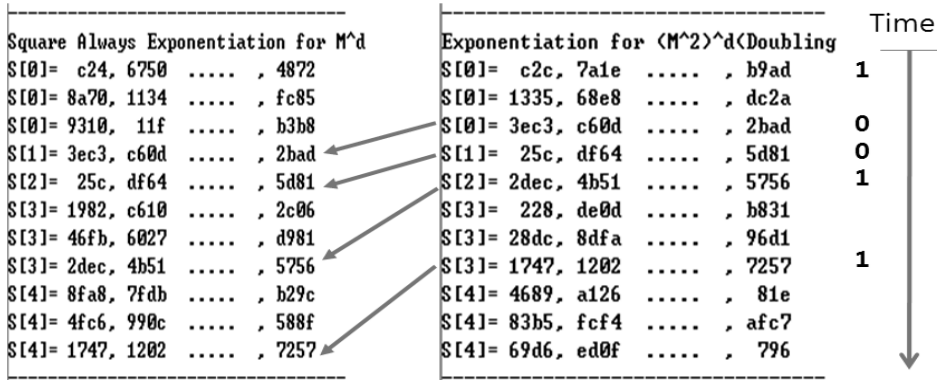 Square Always Exponentiation for M^d
S[0]= c24, 6750 ..... , 4872
S[0]= 8a70, 1134 ..... , fc85
S[0]= 9310, 11f ..... , b3b8
S[1]= 3ec3, c60d ..... , 2bad
S[2]= 25c, df64 ..... , 5d81
S[3]= 1982, c610 ..... , 2c06
S[3]= 46fb, 6027 ..... , d981
S[3]= 2dec, 4b51 ..... , 5756
S[4]= 8fa8, 7fdb ..... , b29c
S[4]= 4fc6, 990c ..... , 588f
S[4]= 1747, 1202 ..... , 7257
Exponentiation for (M^2)^d(Doubling
S[0]= c2c, 7a1e ..... , b9ad
S[0]= 1335, 68e8 ..... , dc2a
S[0]= 3ec3, c60d ..... , 2bad
S[1]= 25c, df64 ..... , 5d81
S[2]= 2dec, 4b51 ..... , 5756
S[3]= 228, de0d ..... , b831
S[3]= 28dc, 8dfa ..... , 96d1
S[3]= 1747, 1202 ..... , 7257
S[4]= 4689, a126 ..... , 81e
S[4]= 83b5, fcf4 ..... , afc7
S[4]= 69d6, ed0f ..... , 796
Time
1
0
0
1
1